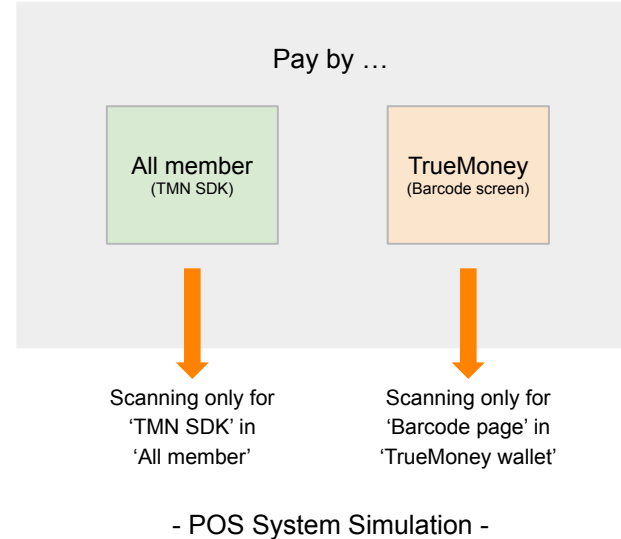 Pay by …
All member
(TMN SDK)
TrueMoney
(Barcode screen)
Scanning only for
‘TMN SDK’ in
‘All member’
Scanning only for
‘Barcode page’ in
‘TrueMoney wallet’
- POS System Simulation -